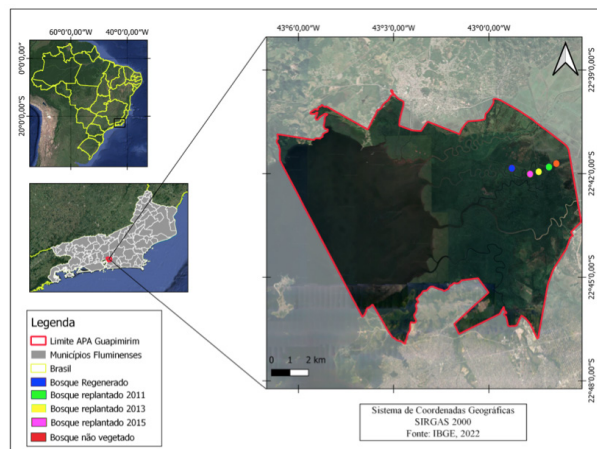 60°0'0.00"W
40°0'0.00"W
0°0'0.00"S
20°0'0.00"S
43°6'0.00"W
43°3'0.00"W
43°0'0.00"W
22°39'0.00"S
22°42'0.00"S
22°45'0.00"S
22°48'0.00"S
0 1 2 km
Legenda
Limite APA Guapimirim
Municípios Fluminenses
Brasil
Bosque Regenerado
Bosque replantado 2011
Bosque replantado 2013
Bosque replantado 2015
Bosque não vegetado
Sistema de Coordenadas Geográficas
SIRGAS 2000
Fonte: IBGE, 2022